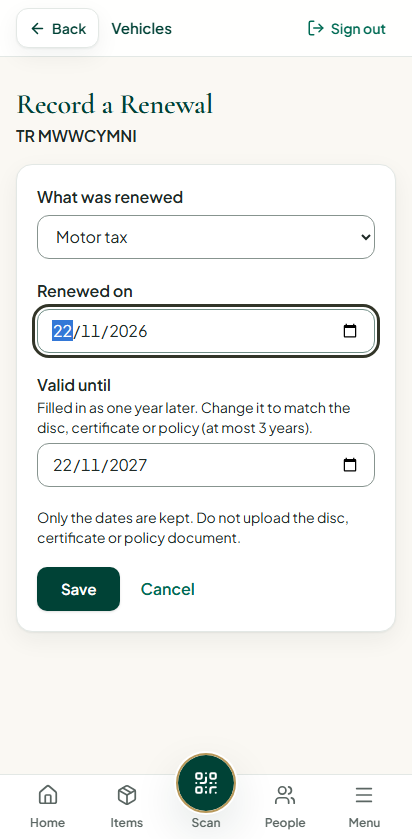 Back
Vehicles
Sign out
Record a Renewal
TR MWWCYMNI
What was renewed
Motor tax
Renewed on
22/11/2026
Valid until
Filled in as one year later. Change it to match the
disc, certificate or policy (at most 3 years).
22/11/2027
Only the dates are kept. Do not upload the disc,
certificate or policy document.
Save
Cancel
Home
Items
Scan
People
Menu